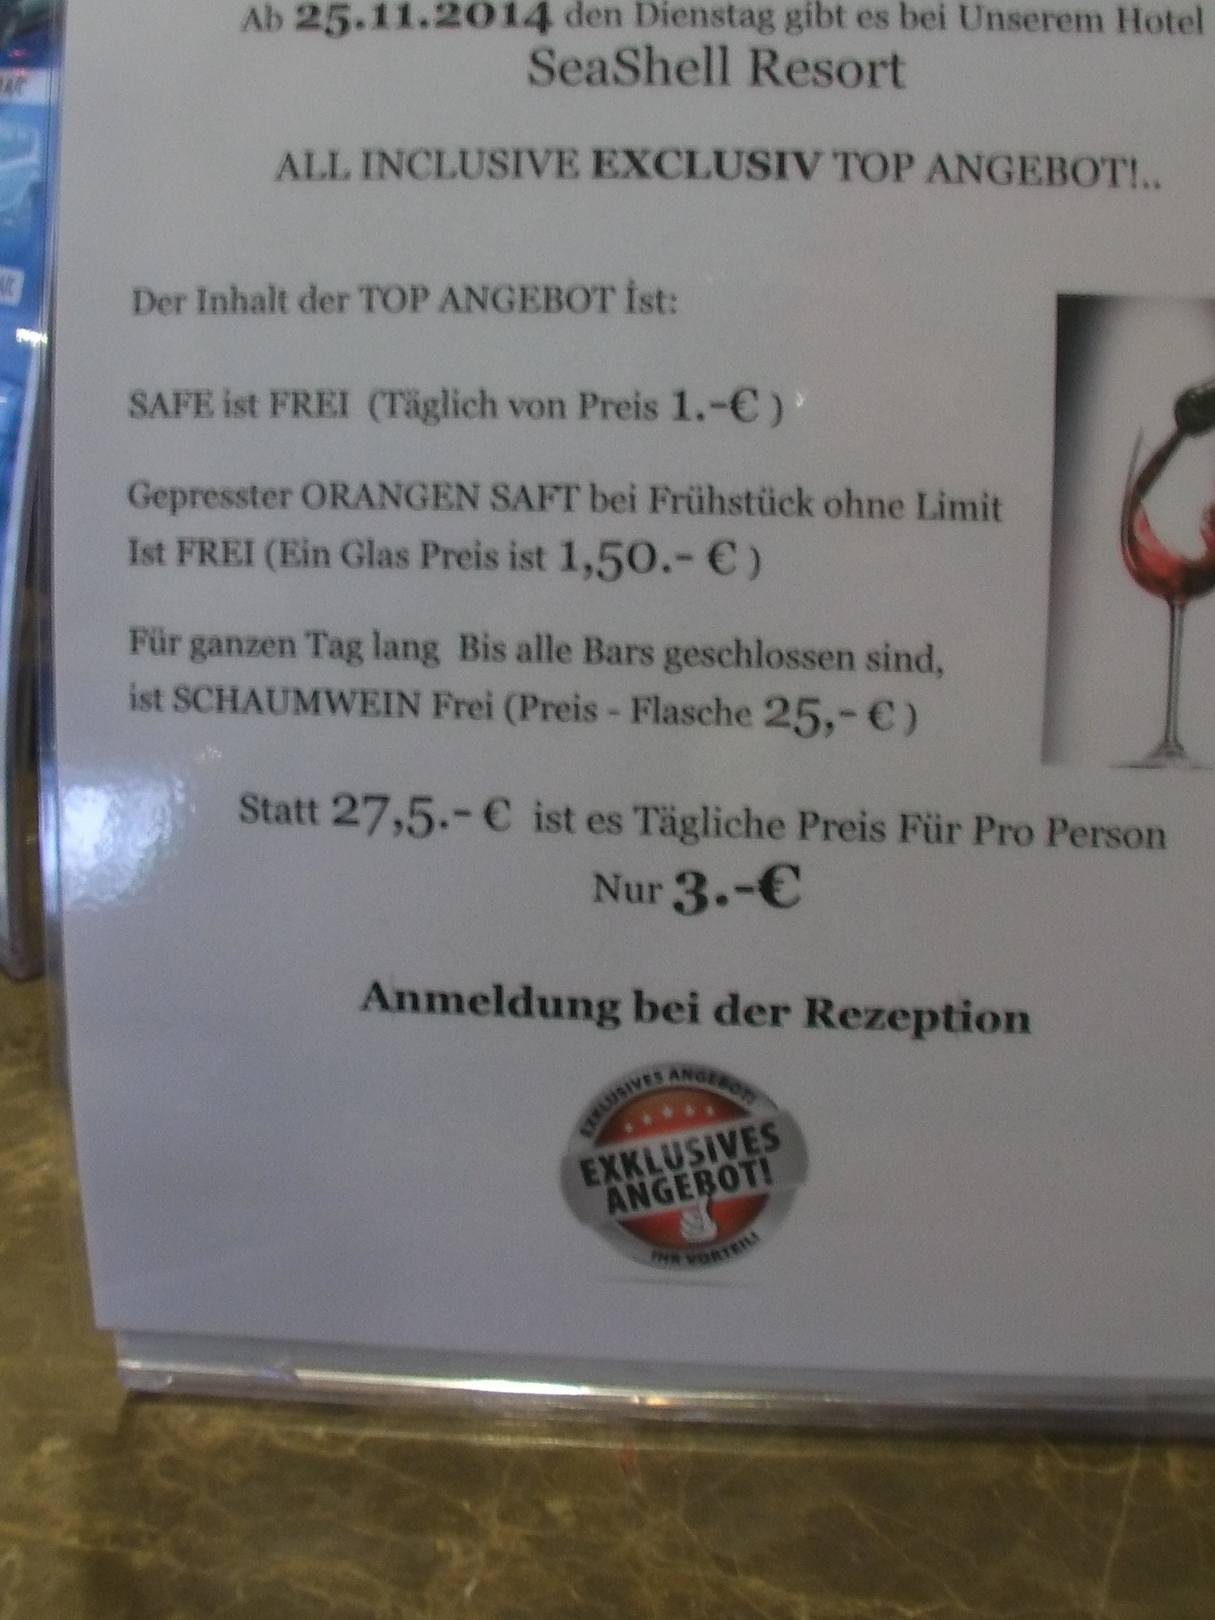 Ab 25.11.2014 den Dienstag gibt es bei Unserem Hotel
SeaShell Resort
ALL INCLUSIVE EXCLUSIV TOP ANGEBOT!..
Der Inhalt der TOP ANGEBOT İst:
SAFE ist FREI (Täglich von Preis 1.-€ )
Gepresster ORANGEN SAFT bei Frühstück ohne Limit
Ist FREI (Ein Glas Preis ist 1,50.- € )
Für ganzen Tag lang Bis alle Bars geschlossen sind,
ist SCHAUMWEIN Frei (Preis - Flasche 25,- € )
Statt 27,5.- € ist es Tägliche Preis Für Pro Person
Nur 3.-€
Anmeldung bei der Rezeption
EXKLUSIVES ANGEBOT!
EXKLUSIVES
ANGEBOT!
IHR VORTEIL!